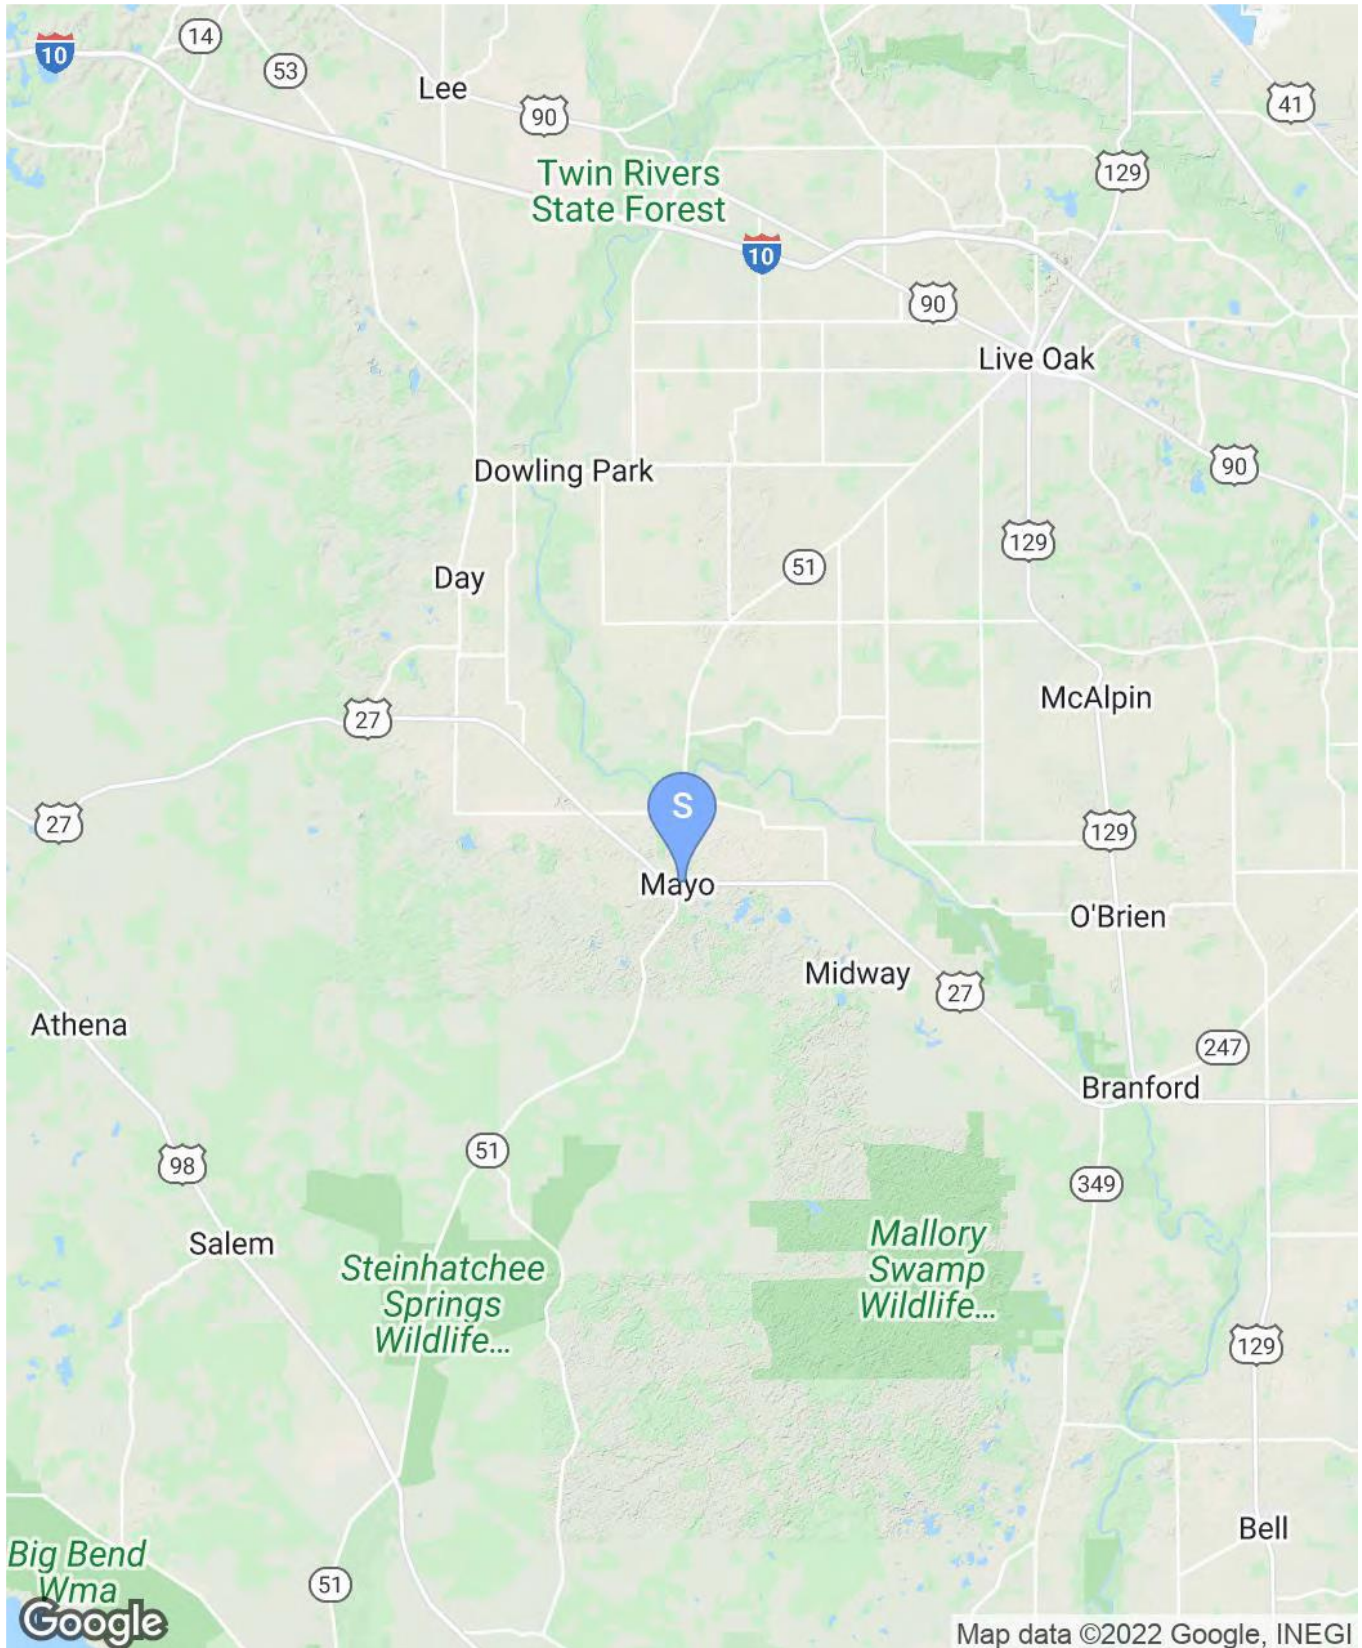 14
10
53
Lee
90
41
Twin Rivers
State Forest
129
10
90
Live Oak
Dowling Park
90
129
51
Day
McAlpin
27
S
27
129
Mayo
O'Brien
Midway
27
Athena
247
Branford
51
98
349
Salem
Mallory
Swamp
Wildlife...
Steinhatchee
Springs
Wildlife...
129
Bell
Big Bend
Wma
51
Google
Map data ©2022 Google, INEGI